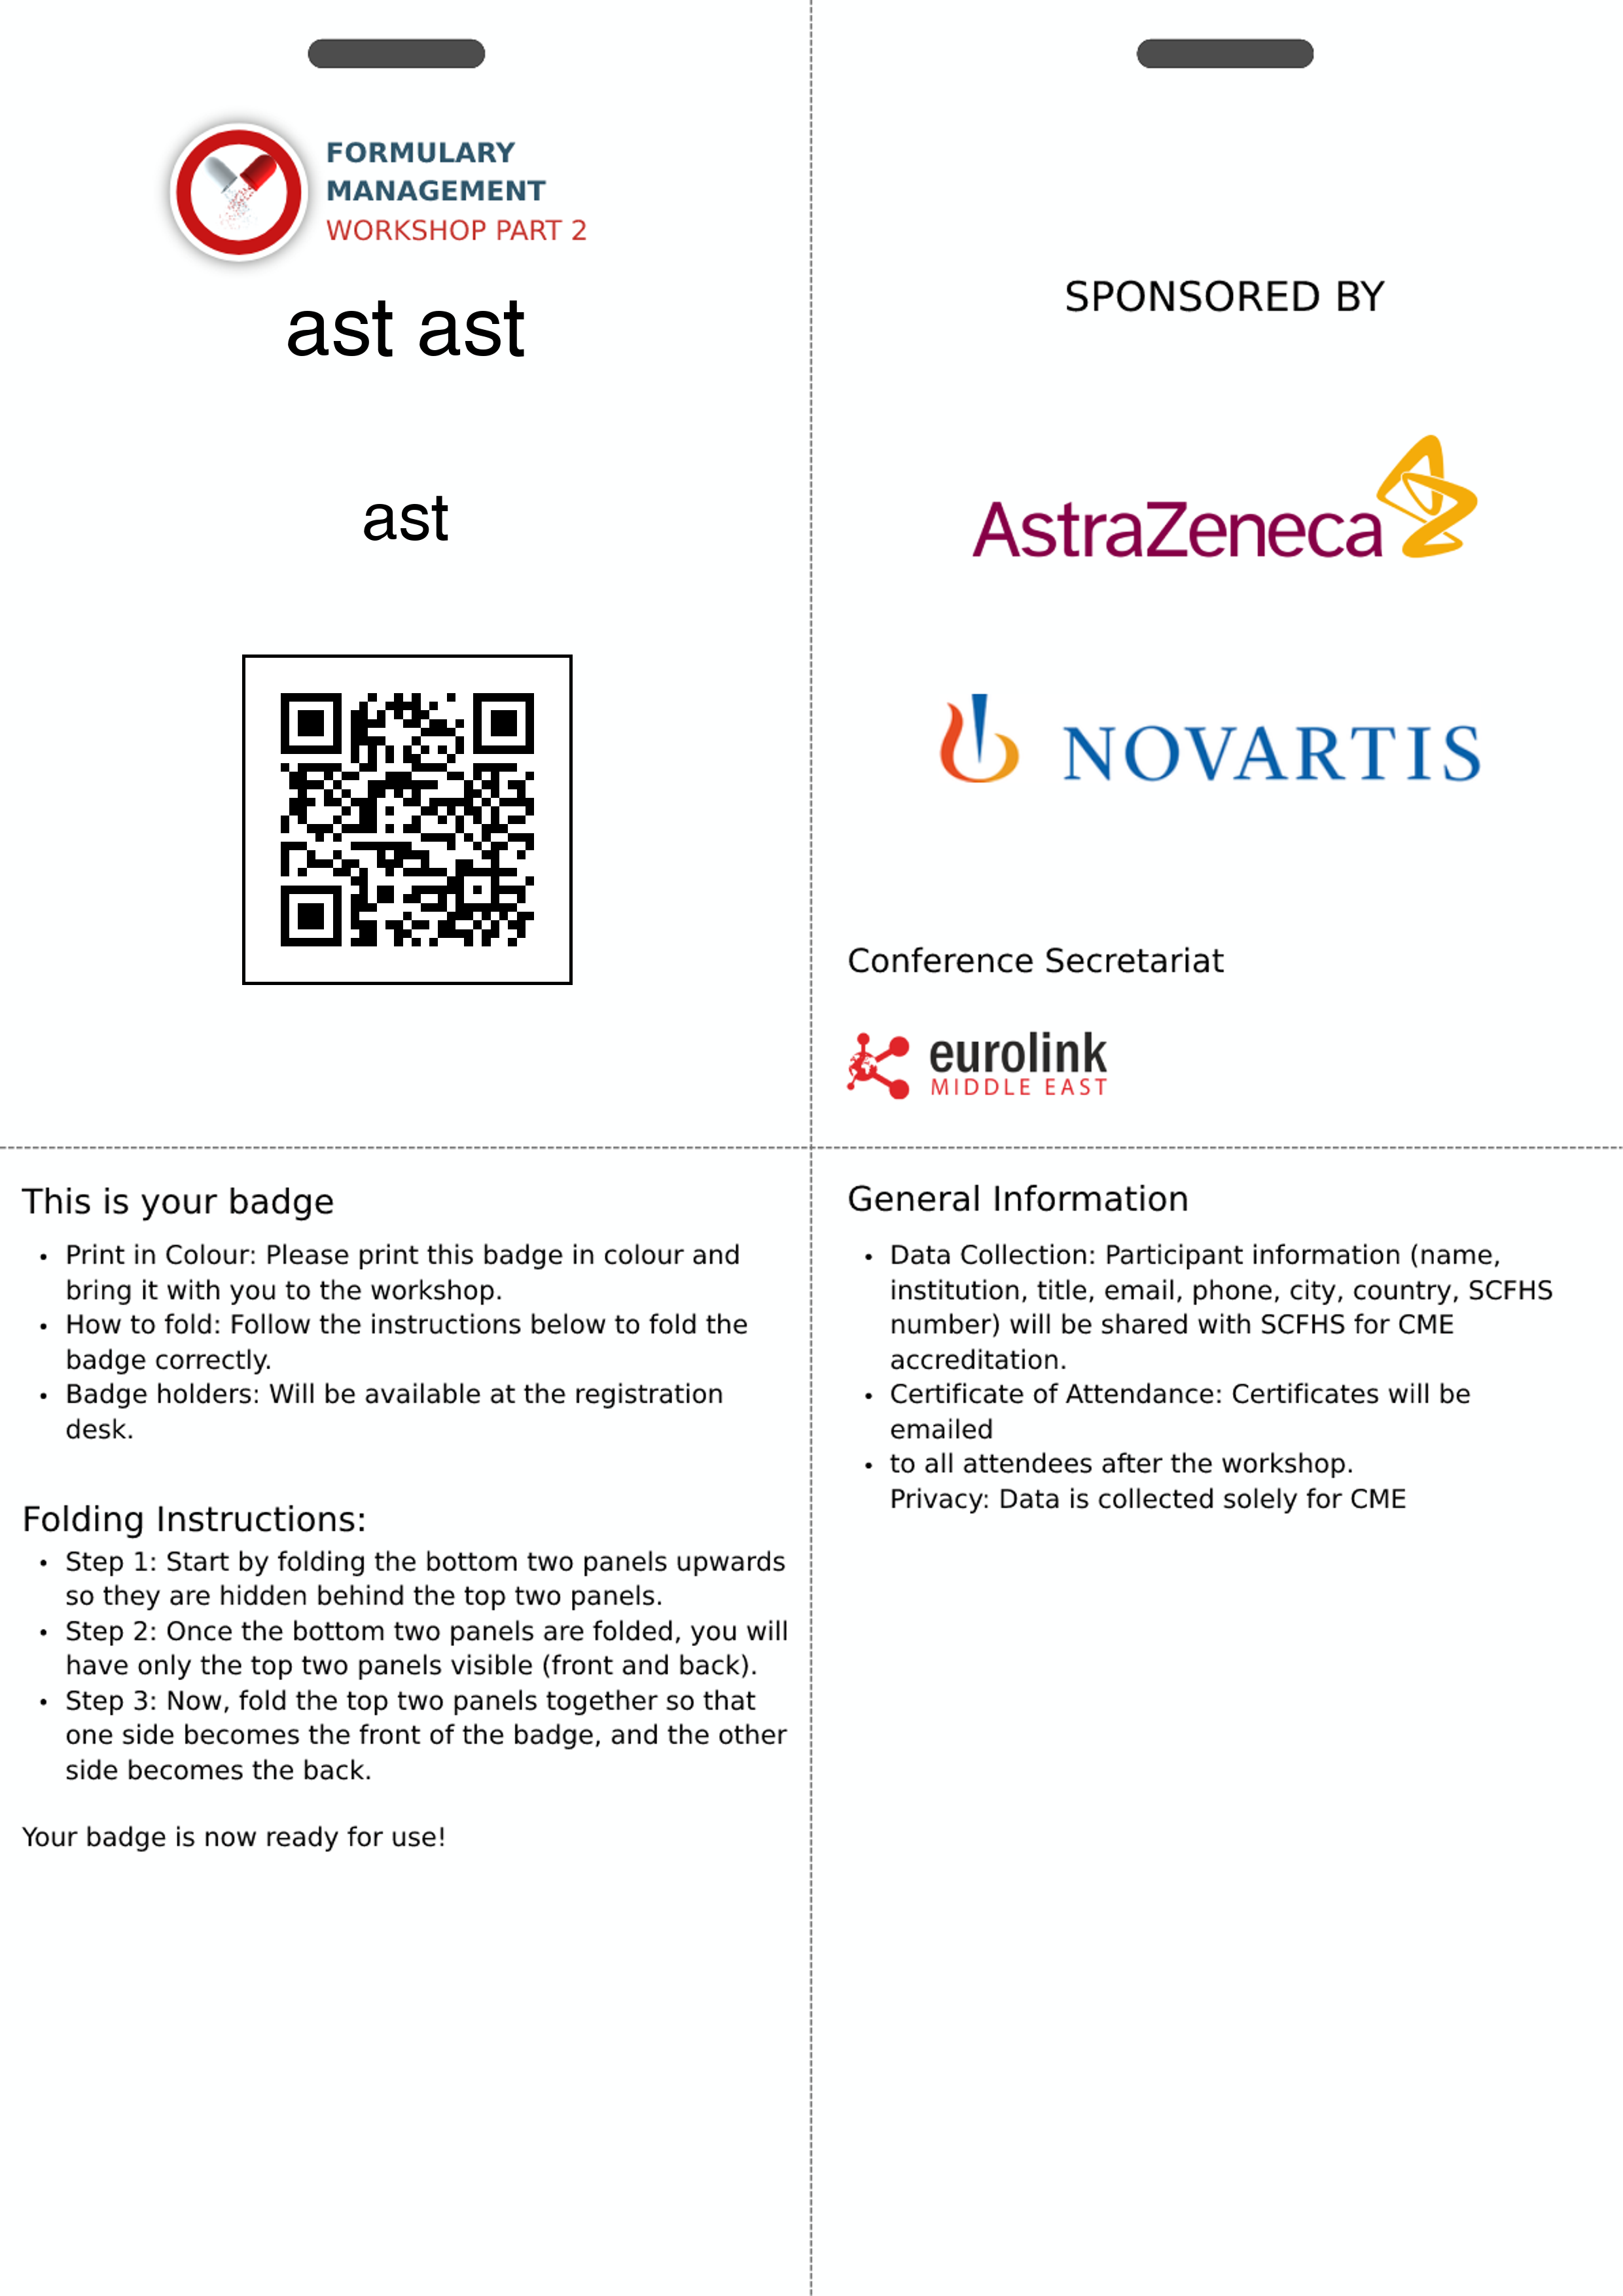 FORMULARY
MANAGEMENT
WORKSHOP PART 2
ast ast
ast
SPONSORED BY
AstraZeneca
NOVARTIS
Conference Secretariat
eurolink
MIDDLE EAST
This is your badge
• Print in Colour: Please print this badge in colour and
bring it with you to the workshop.
• How to fold: Follow the instructions below to fold the
badge correctly.
• Badge holders: Will be available at the registration
desk.
Folding Instructions:
• Step 1: Start by folding the bottom two panels upwards
so they are hidden behind the top two panels.
• Step 2: Once the bottom two panels are folded, you will
have only the top two panels visible (front and back).
• Step 3: Now, fold the top two panels together so that
one side becomes the front of the badge, and the other
side becomes the back.
Your badge is now ready for use!
General Information
• Data Collection: Participant information (name,
institution, title, email, phone, city, country, SCFHS
number) will be shared with SCFHS for CME
accreditation.
• Certificate of Attendance: Certificates will be
emailed
• to all attendees after the workshop.
Privacy: Data is collected solely for CME